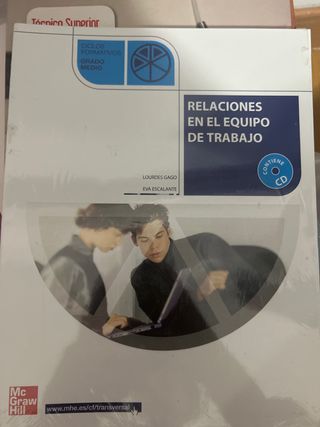 Técnico Superior
CICLOS
FORMATIVOS
GRADO
MEDIO
RELACIONES
EN EL EQUIPO
DE TRABAJO
CONTIENE
CD
LOURDES GAGO
EVA ESCALANTE
Mc
Graw
Hill
www.mhe.es/cf/transversal